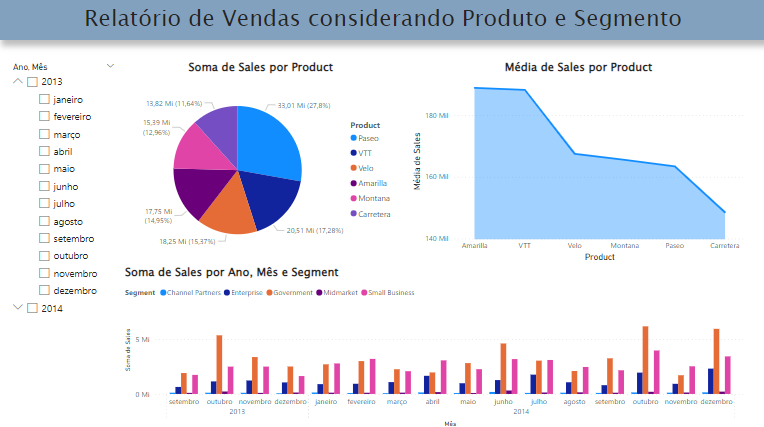 Relatório de Vendas considerando Produto e Segmento
Ano, Mês
2013
janeiro
fevereiro
março
abril
maio
junho
julho
agosto
setembro
outubro
novembro
dezembro
2014
Soma de Sales por Product
33,01 Mi (27,8%)
20,51 Mi (17,28%)
18,25 Mi (15,37%)
17,75 Mi
(14,95%)
15,39 Mi
(12,96%)
13,82 Mi (11,64%)
Product
Paseo
VTT
Velo
Amarilla
Montana
Carretera
Média de Sales por Product
Média de Sales
180 Mil
160 Mil
140 Mil
Amarilla VTT Velo Montana Paseo Carretera
Product
Soma de Sales por Ano, Mês e Segment
Segment Channel Partners Enterprise Government Midmarket Small Business
Soma de Sales
5 Mi
0 Mi
setembro outubro novembro dezembro janeiro fevereiro março abril maio junho julho agosto setembro outubro novembro dezembro
2013 2014
Mês